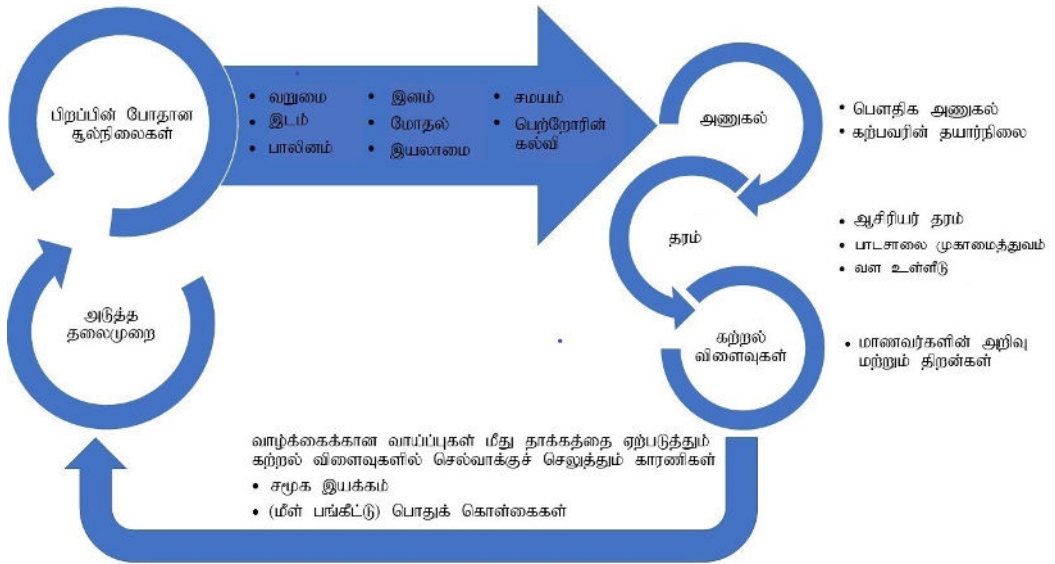 பிறப்பின் போதான
சூல்நிலைகள்
• வறுமை
• இடம்
• பாலினம்
• இனம்
• மோதல்
• இயலாமை
• சமயம்
• பெற்றோரின்
கல்வி
அணுகல்
• பௌதிக அணுகல்
• கற்பவரின் தயார்நிலை
தரம்
• ஆசிரியர் தரம்
• பாடசாலை முகாமைத்துவம்
• வள உள்ளீடு
கற்றல்
விளைவுகள்
• மாணவர்களின் அறிவு
மற்றும் திறன்கள்
வாழ்க்கைக்கான வாய்ப்புகள் மீது தாக்கத்தை ஏற்படுத்தும்
கற்றல் விளைவுகளில் செல்வாக்குச் செலுத்தும் காரணிகள்
• சமூக இயக்கம்
• (மீள் பங்கீட்டு) பொதுக் கொள்கைகள்
அடுத்த
தலைமுறை